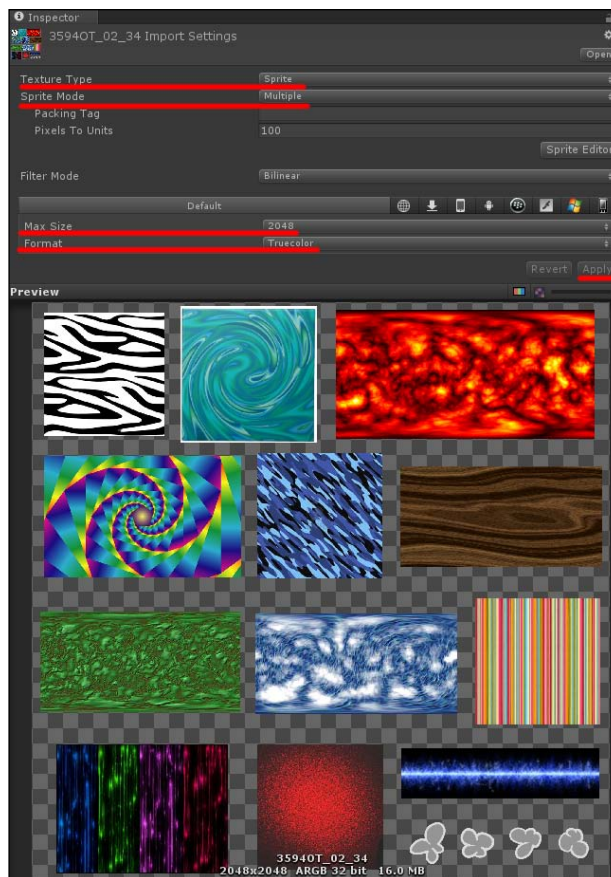 Inspector
3594OT_02_34 Import Settings
Open
Texture Type Sprite
Sprite Mode Multiple
Packing Tag
Pixels To Units 100
Sprite Editor
Filter Mode Bilinear
Default
Max Size 2048
Format Truecolor
Revert Apply
Preview
3594OT_02_34
2048x2048 ARGB 32 bit 16.0 MB